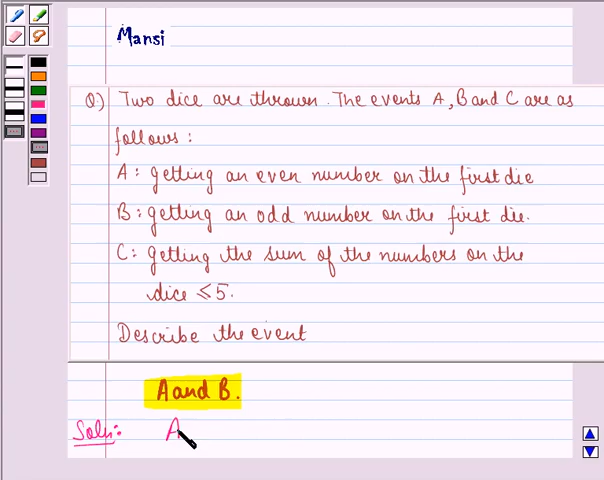 Mansi
Q) Two dice are thrown. The events A, B and C are as
follows:
A: getting an even number on the first die
B: getting an odd number on the first die.
C: getting the sum of the numbers on the
dice ≤ 5.
Describe the event
A and B.
Soln: A